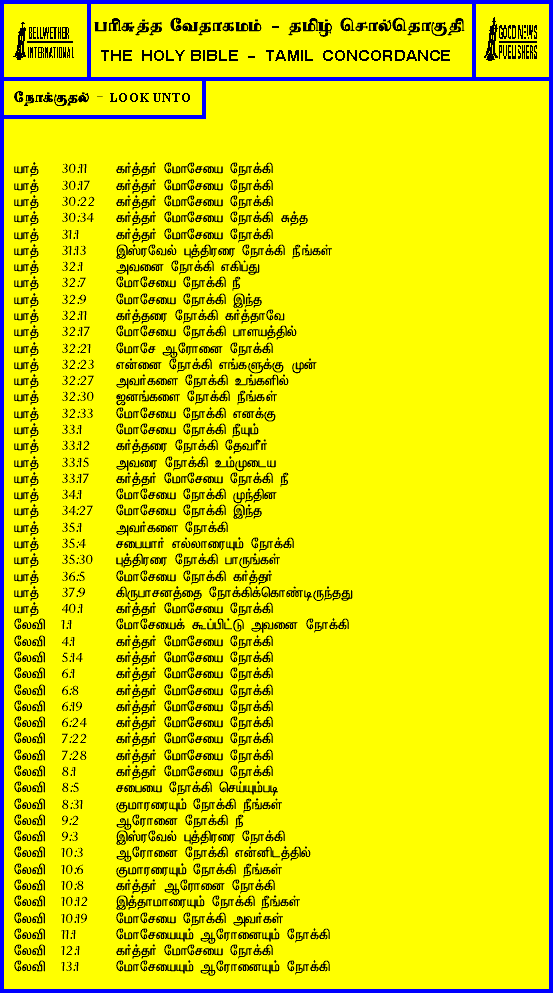 BELLWETHER
INTERNATIONAL
பரிசுத்த வேதாகமம் - தமிழ் சொல்தொகுதி
THE HOLY BIBLE - TAMIL CONCORDANCE
GOOD NEWS
PUBLISHERS
நோக்குதல் - LOOK UNTO
யாத் 30:11 கர்த்தர் மோசேயை நோக்கி
யாத் 30:17 கர்த்தர் மோசேயை நோக்கி
யாத் 30:22 கர்த்தர் மோசேயை நோக்கி
யாத் 30:34 கர்த்தர் மோசேயை நோக்கி சுத்த
யாத் 31:1 கர்த்தர் மோசேயை நோக்கி
யாத் 31:13 இஸ்ரவேல் புத்திரரை நோக்கி நீங்கள்
யாத் 32:1 அவனை நோக்கி எகிப்து
யாத் 32:7 மோசேயை நோக்கி நீ
யாத் 32:9 மோசேயை நோக்கி இந்த
யாத் 32:11 கர்த்தரை நோக்கி கர்த்தாவே
யாத் 32:17 மோசேயை நோக்கி பாளயத்தில்
யாத் 32:21 மோசே ஆரோனை நோக்கி
யாத் 32:23 என்னை நோக்கி எங்களுக்கு முன்
யாத் 32:27 அவர்களை நோக்கி உங்களில்
யாத் 32:30 ஜனங்களை நோக்கி நீங்கள்
யாத் 32:33 மோசேயை நோக்கி எனக்கு
யாத் 33:1 மோசேயை நோக்கி நீயும்
யாத் 33:12 கர்த்தரை நோக்கி தேவரீர்
யாத் 33:15 அவரை நோக்கி உம்முடைய
யாத் 33:17 கர்த்தர் மோசேயை நோக்கி நீ
யாத் 34:1 மோசேயை நோக்கி முந்தின
யாத் 34:27 மோசேயை நோக்கி இந்த
யாத் 35:1 அவர்களை நோக்கி
யாத் 35:4 சபையார் எல்லாரையும் நோக்கி
யாத் 35:30 புத்திரரை நோக்கி பாருங்கள்
யாத் 36:5 மோசேயை நோக்கி கர்த்தர்
யாத் 37:9 கிருபாசனத்தை நோக்கிக்கொண்டிருந்தது
யாத் 40:1 கர்த்தர் மோசேயை நோக்கி
லேவி 1:1 மோசேயைக் கூப்பிட்டு அவனை நோக்கி
லேவி 4:1 கர்த்தர் மோசேயை நோக்கி
லேவி 5:14 கர்த்தர் மோசேயை நோக்கி
லேவி 6:1 கர்த்தர் மோசேயை நோக்கி
லேவி 6:8 கர்த்தர் மோசேயை நோக்கி
லேவி 6:19 கர்த்தர் மோசேயை நோக்கி
லேவி 6:24 கர்த்தர் மோசேயை நோக்கி
லேவி 7:22 கர்த்தர் மோசேயை நோக்கி
லேவி 7:28 கர்த்தர் மோசேயை நோக்கி
லேவி 8:1 கர்த்தர் மோசேயை நோக்கி
லேவி 8:5 சபையை நோக்கி செய்யும்படி
லேவி 8:31 குமாரரையும் நோக்கி நீங்கள்
லேவி 9:2 ஆரோனை நோக்கி நீ
லேவி 9:3 இஸ்ரவேல் புத்திரரை நோக்கி
லேவி 10:3 ஆரோனை நோக்கி என்னிடத்தில்
லேவி 10:6 குமாரரையும் நோக்கி நீங்கள்
லேவி 10:8 கர்த்தர் ஆரோனை நோக்கி
லேவி 10:12 இத்தாமாரையும் நோக்கி நீங்கள்
லேவி 10:19 மோசேயை நோக்கி அவர்கள்
லேவி 11:1 மோசேயையும் ஆரோனையும் நோக்கி
லேவி 12:1 கர்த்தர் மோசேயை நோக்கி
லேவி 13:1 மோசேயையும் ஆரோனையும் நோக்கி